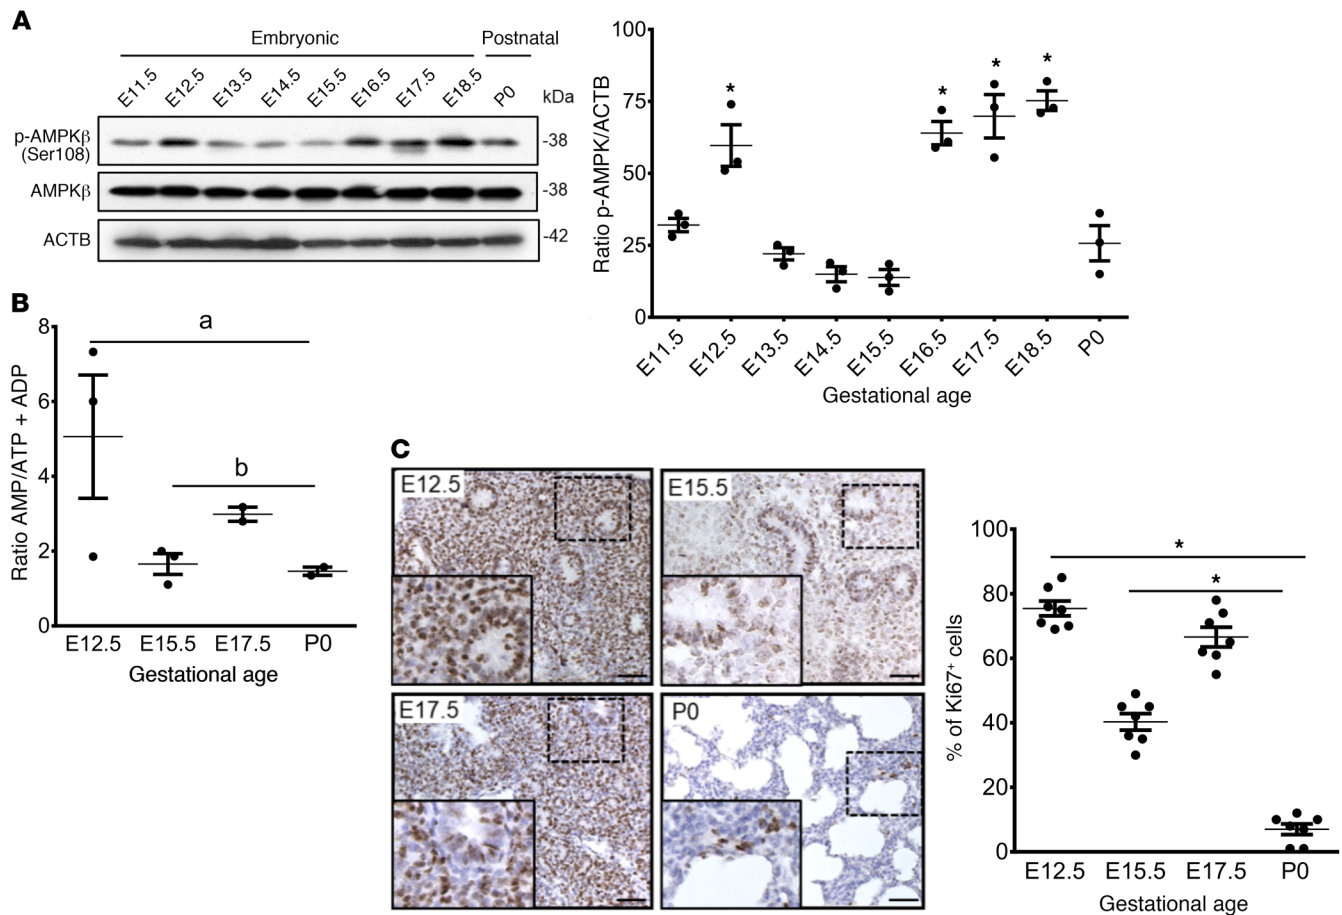 A
Embryonic
Postnatal
E11.5
E12.5
E13.5
E14.5
E15.5
E16.5
E17.5
E18.5
P0
kDa
p-AMPKβ
(Ser108)
-38
AMPKβ
-38
ACTB
-42
Ratio p-AMPK/ACTB
100
75
50
25
0
*
*
*
*
E11.5
E12.5
E13.5
E14.5
E15.5
E16.5
E17.5
E18.5
P0
Gestational age
B
Ratio AMP/ATP + ADP
8
6
4
2
0
a
b
E12.5
E15.5
E17.5
P0
Gestational age
C
E12.5
E15.5
E17.5
P0
% of Ki67⁺ cells
100
80
60
40
20
0
*
*
E12.5
E15.5
E17.5
P0
Gestational age